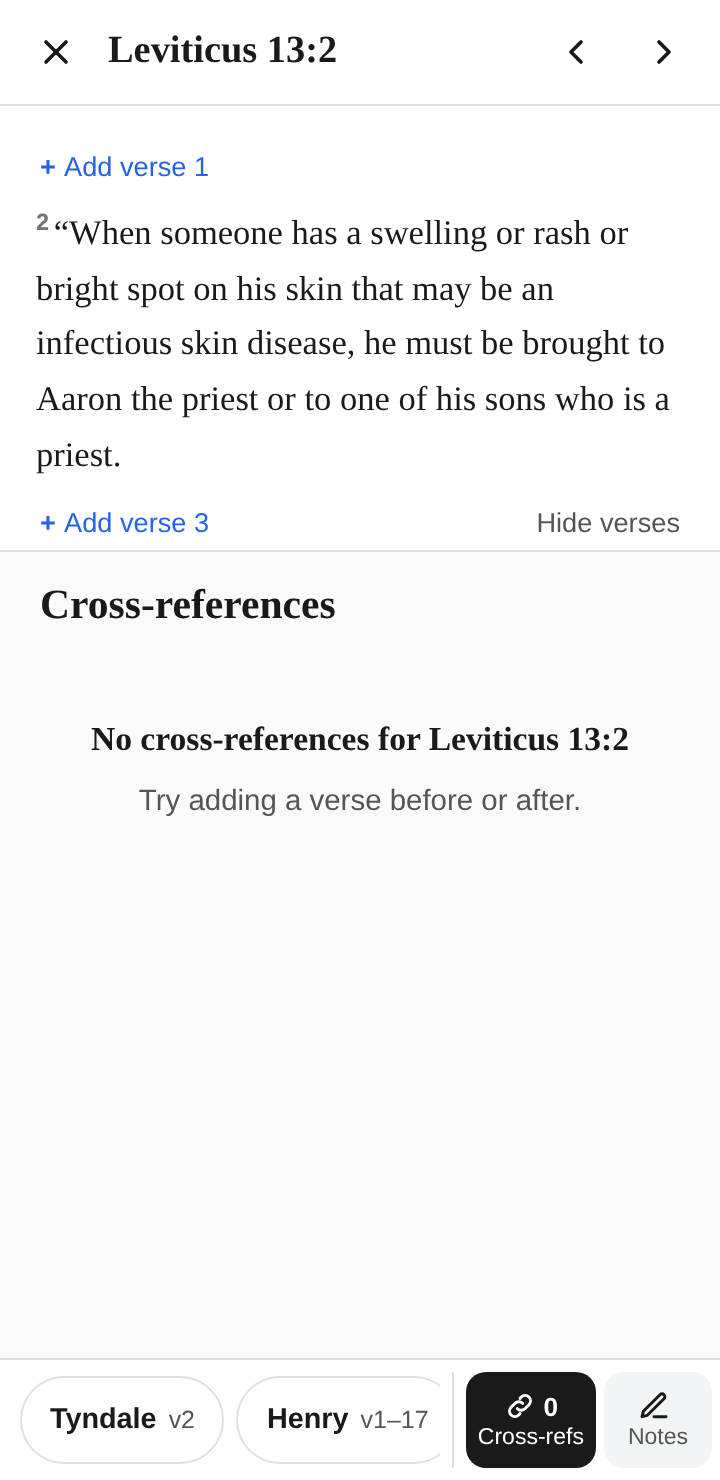 Leviticus 13:2
+ Add verse 1
2 “When someone has a swelling or rash or
bright spot on his skin that may be an
infectious skin disease, he must be brought to
Aaron the priest or to one of his sons who is a
priest.
+ Add verse 3 Hide verses
Cross-references
No cross-references for Leviticus 13:2
Try adding a verse before or after.
Tyndale v2 Henry v1–17 0
Cross-refs Notes